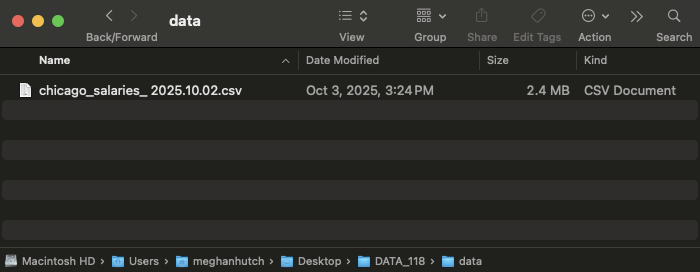 data
Back/Forward View Group Share Edit Tags Action Search
Name Date Modified Size Kind
chicago_salaries_ 2025.10.02.csv Oct 3, 2025, 3:24 PM 2.4 MB CSV Document
Macintosh HD Users meghanhutch Desktop DATA_118 data